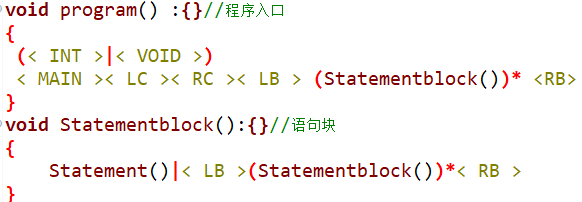 void program() :{}//程序入口
{
(< INT >|< VOID >)
< MAIN >< LC >< RC >< LB > (Statementblock())* <RB>
}
void Statementblock():{}//语句块
{
Statement()|< LB >(Statementblock())*< RB >
}